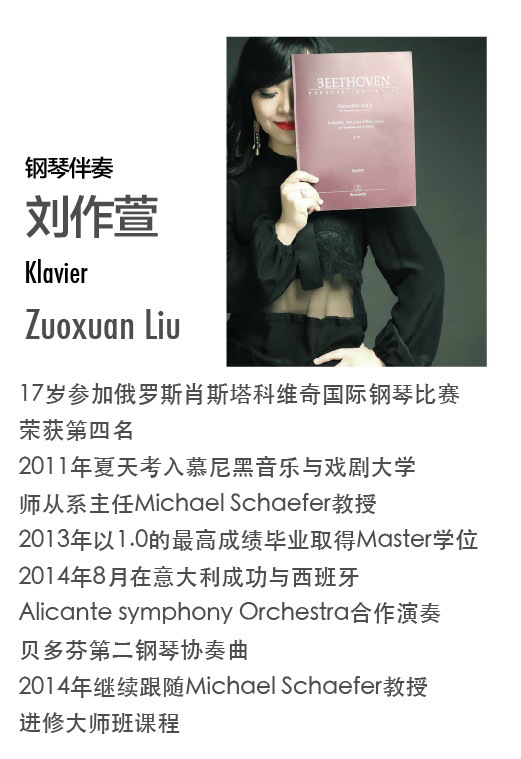 BEETHOVEN
钢琴伴奏
刘作萱
Klavier
Zuoxuan Liu
17岁参加俄罗斯肖斯塔科维奇国际钢琴比赛
荣获第四名
2011年夏天考入慕尼黑音乐与戏剧大学
师从系主任Michael Schaefer教授
2013年以1.0的最高成绩毕业取得Master学位
2014年8月在意大利成功与西班牙
Alicante symphony Orchestra合作演奏
贝多芬第二钢琴协奏曲
2014年继续跟随Michael Schaefer教授
进修大师班课程